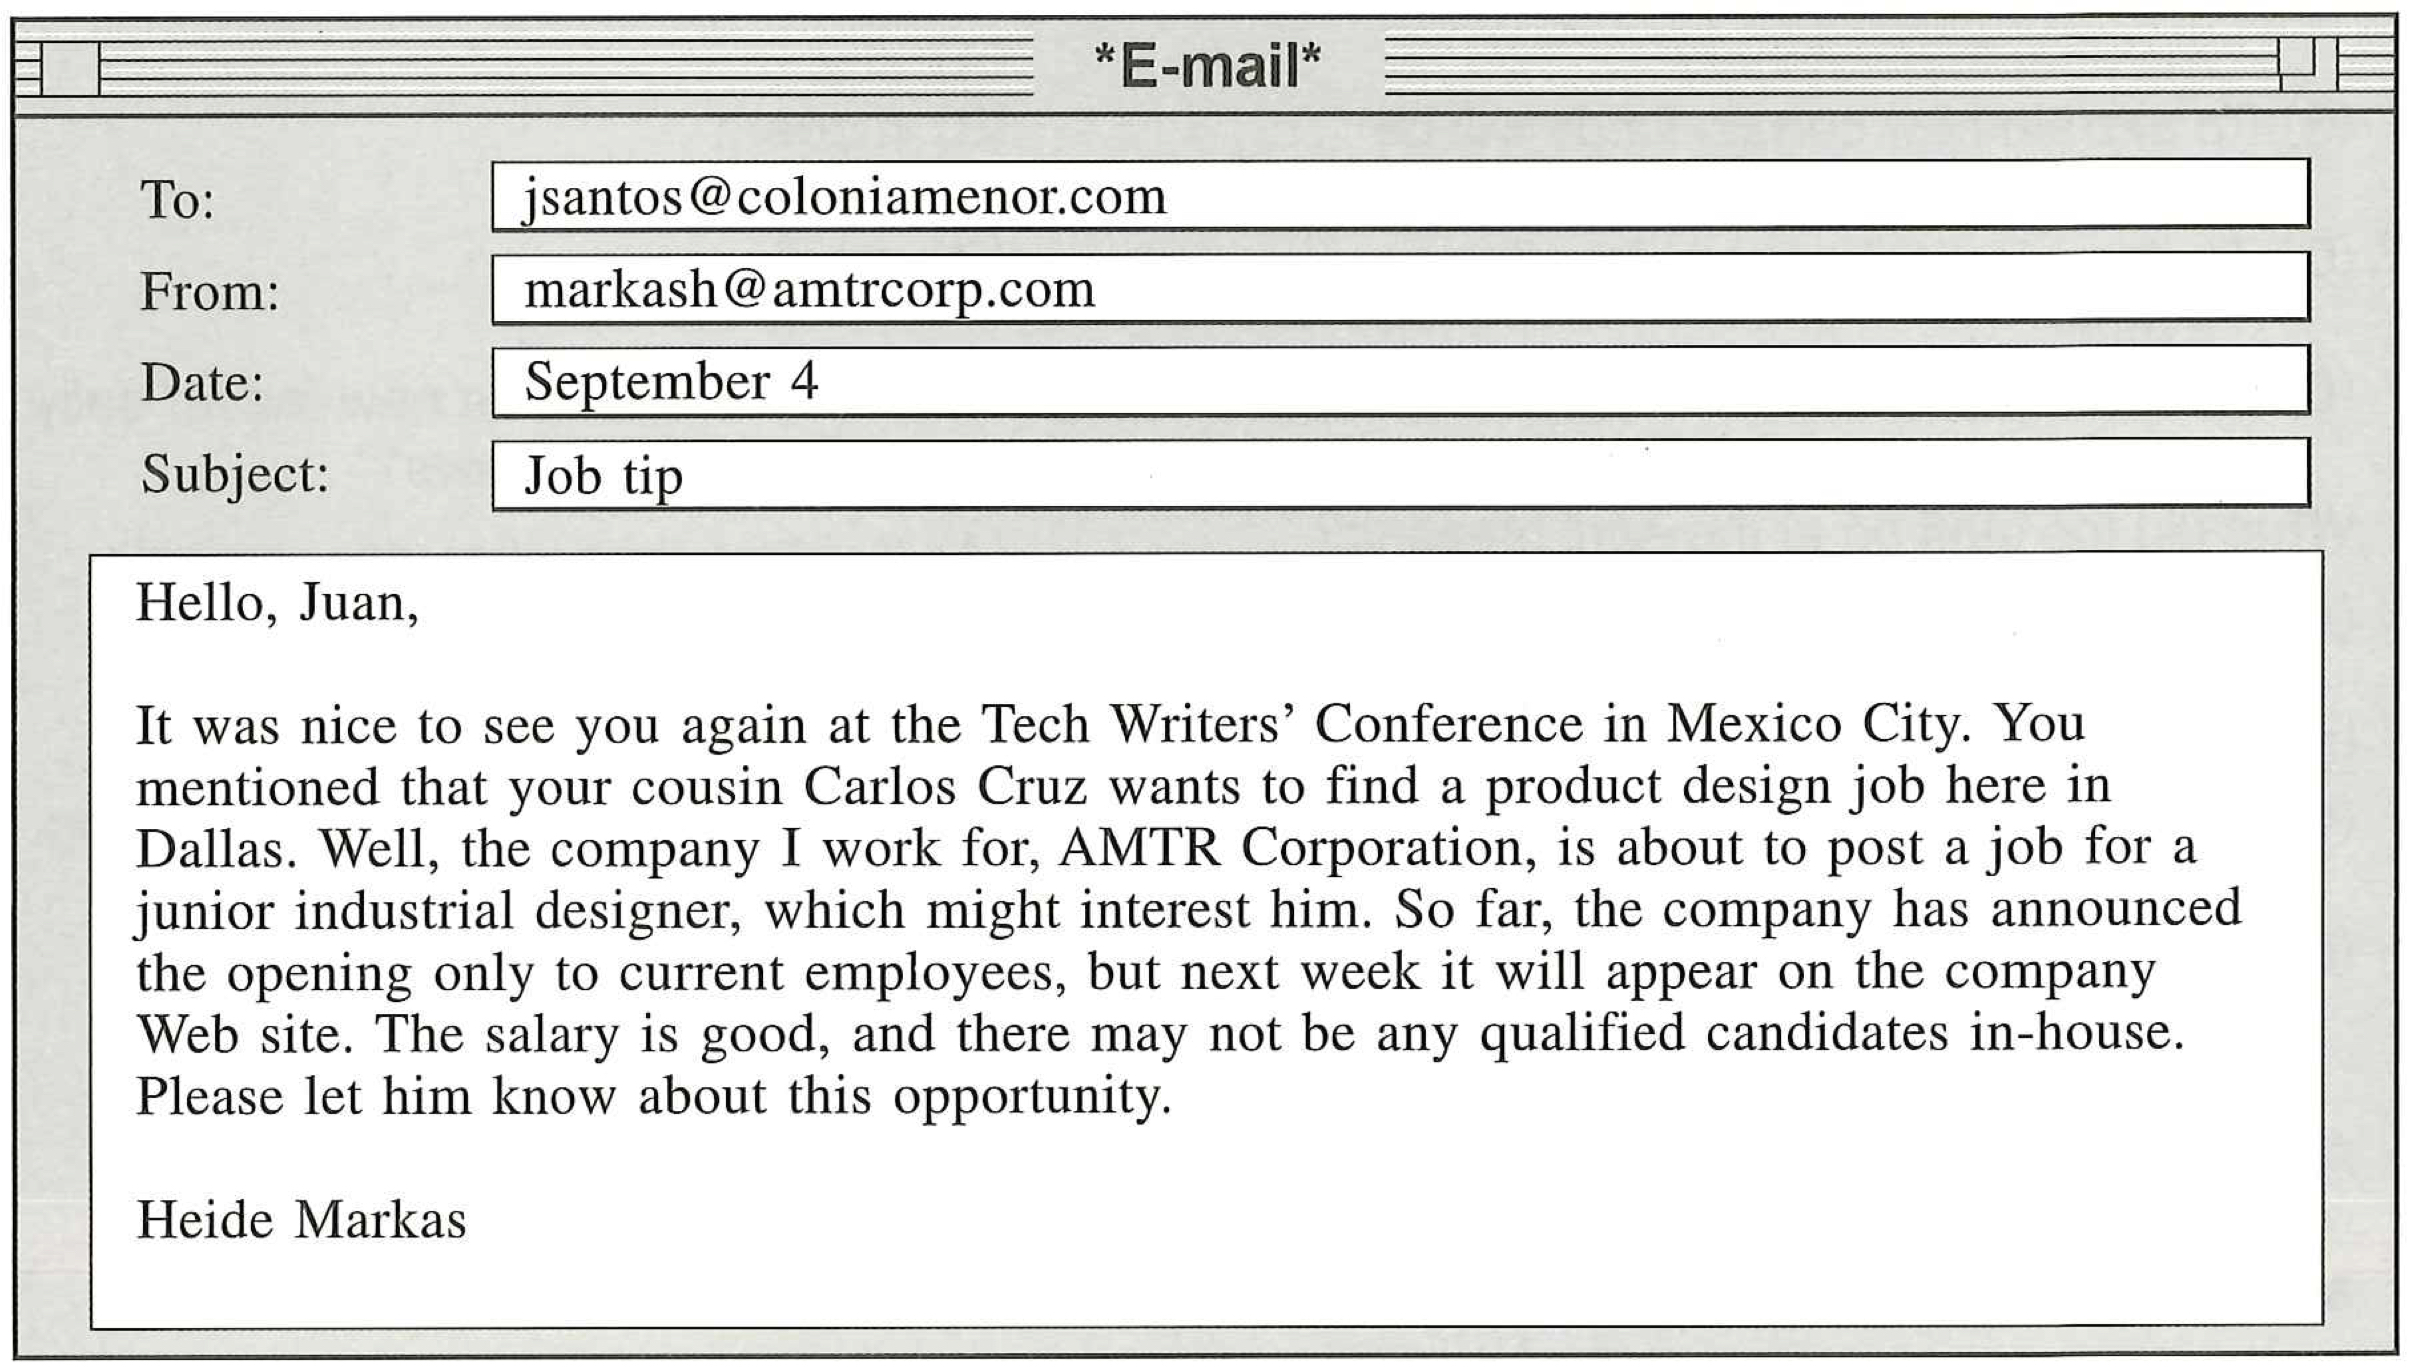 *E-mail*
To: jsantos@coloniamenor.com
From: markash@amtrcorp.com
Date: September 4
Subject: Job tip
Hello, Juan,
It was nice to see you again at the Tech Writers' Conference in Mexico City. You
mentioned that your cousin Carlos Cruz wants to find a product design job here in
Dallas. Well, the company I work for, AMTR Corporation, is about to post a job for a
junior industrial designer, which might interest him. So far, the company has announced
the opening only to current employees, but next week it will appear on the company
Web site. The salary is good, and there may not be any qualified candidates in-house.
Please let him know about this opportunity.
Heide Markas